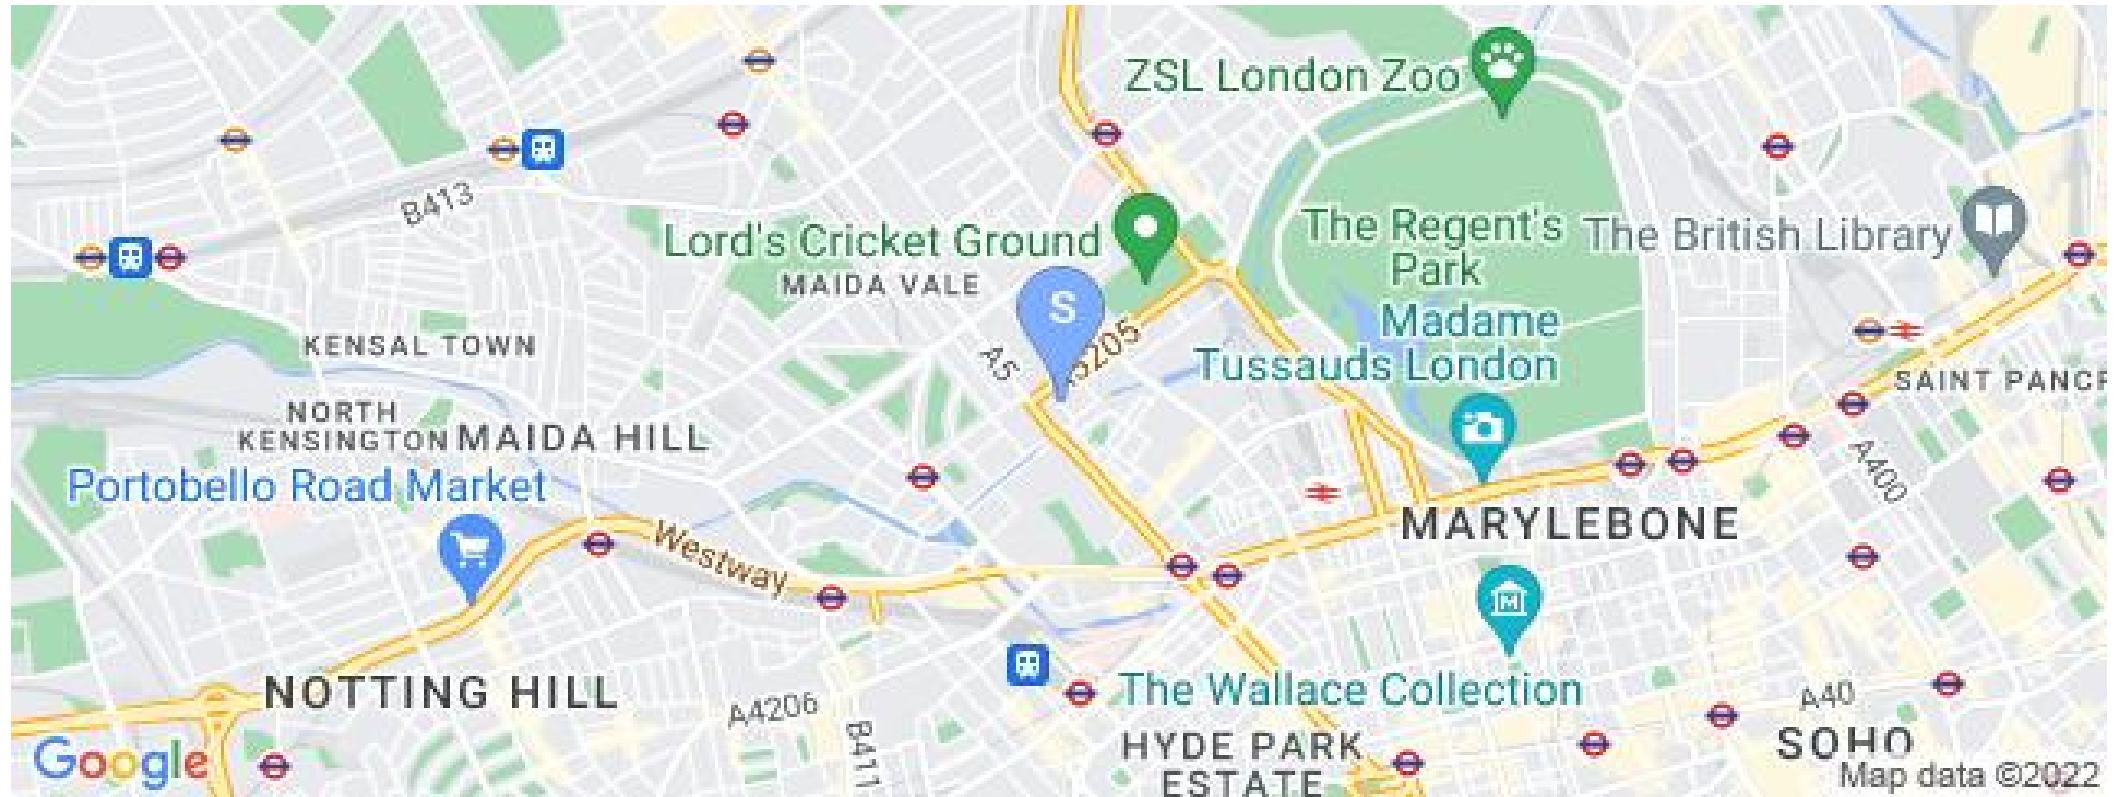 ZSL London Zoo
B413
Lord's Cricket Ground
The Regent's
Park
The British Library
MAIDA VALE
S
A5
5205
Madame
Tussauds London
KENSAL TOWN
NORTH
KENSINGTON
MAIDA HILL
SAINT PANCR
Portobello Road Market
A400
MARYLEBONE
Westway
NOTTING HILL
A4206
B411
The Wallace Collection
A40
HYDE PARK
ESTATE
SOHO
Google
Map data ©2022